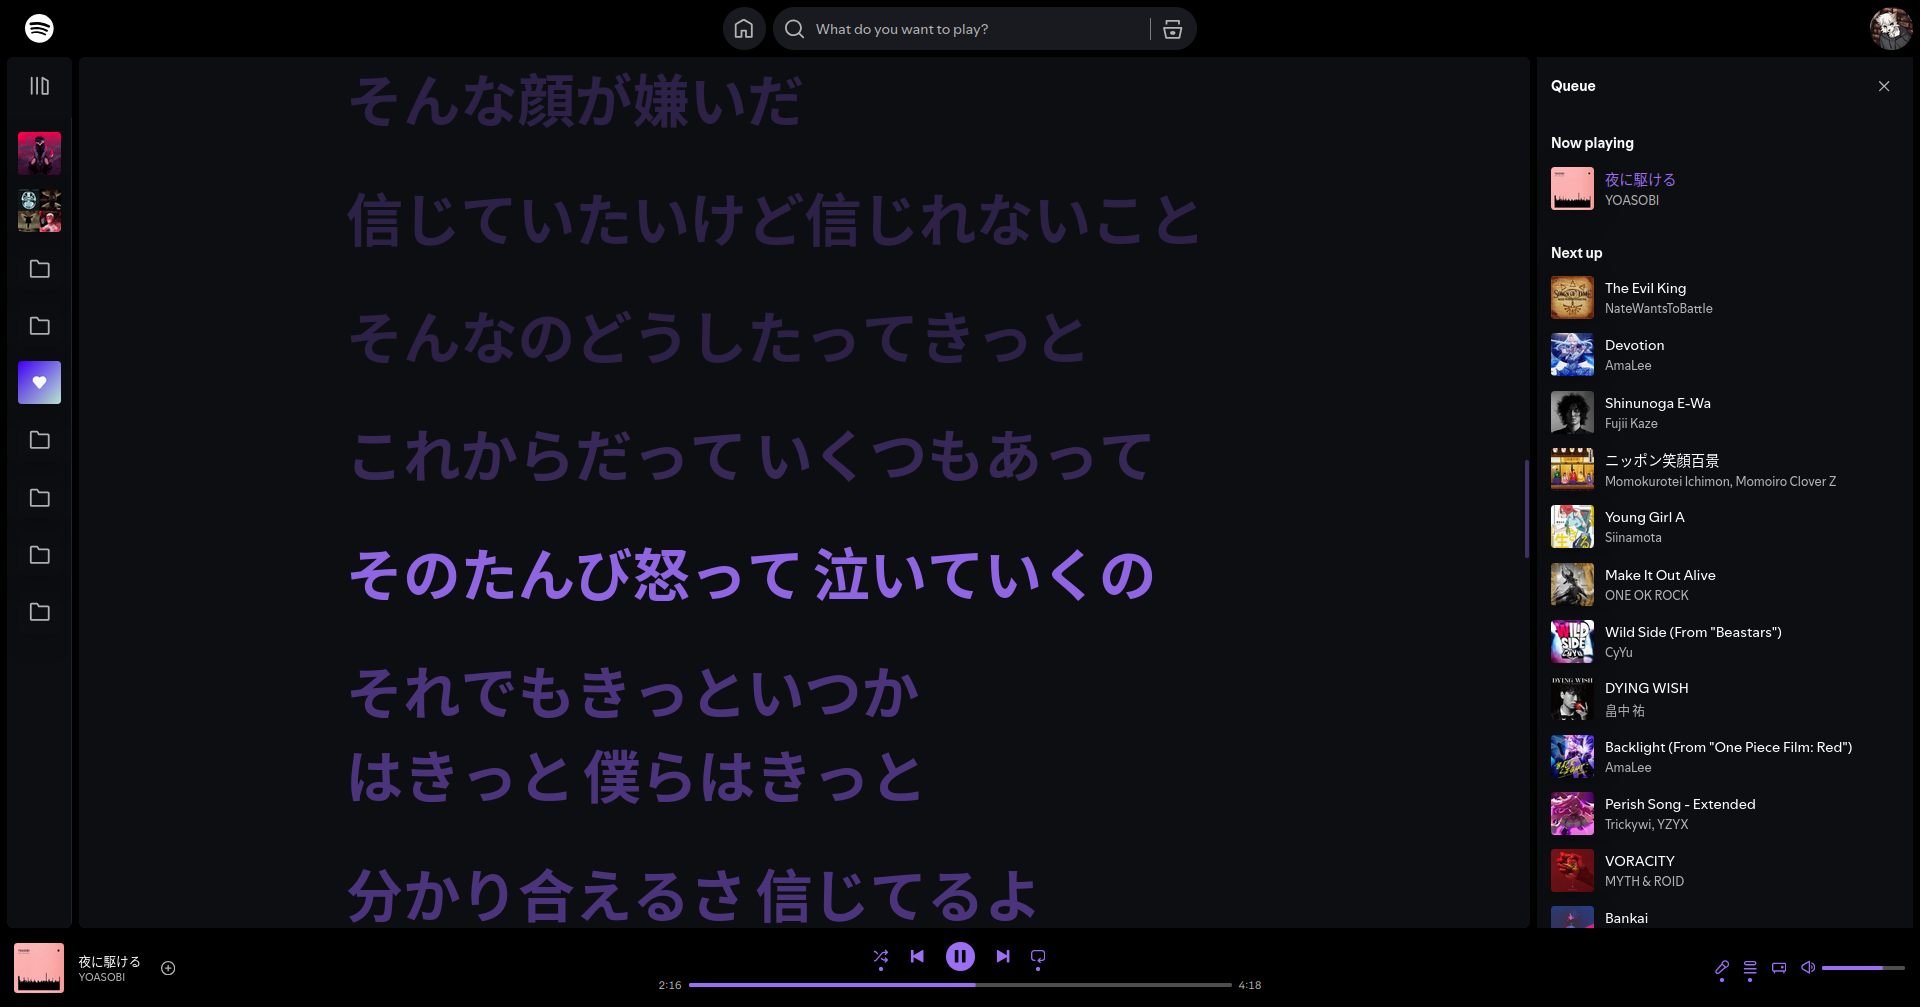 What do you want to play?
そんな顔が嫌いだ
信じていたいけど信じれないこと
そんなのどうしたってきっと
これからだって いくつもあって
そのたんび怒って 泣いていくの
それでもきっといつか
はきっと 僕らはきっと
分かり合えるさ 信じてるよ
Queue
Now playing
夜に駆ける
YOASOBI
Next up
The Evil King
NateWantsToBattle
Devotion
AmaLee
Shinunoga E-Wa
Fujii Kaze
ニッポン笑顔百景
Momokurotei Ichimon, Momoiro Clover Z
Young Girl A
Siinamota
Make It Out Alive
ONE OK ROCK
WILD
SIDE
Wild Side (From "Beastars")
CyYu
DYING WISH
DYING WISH
畠中 祐
Backlight (From "One Piece Film: Red")
AmaLee
Perish Song - Extended
Trickywi, YZYX
VORACITY
MYTH & ROID
Bankai
夜に駆ける
YOASOBI
2:16
4:18